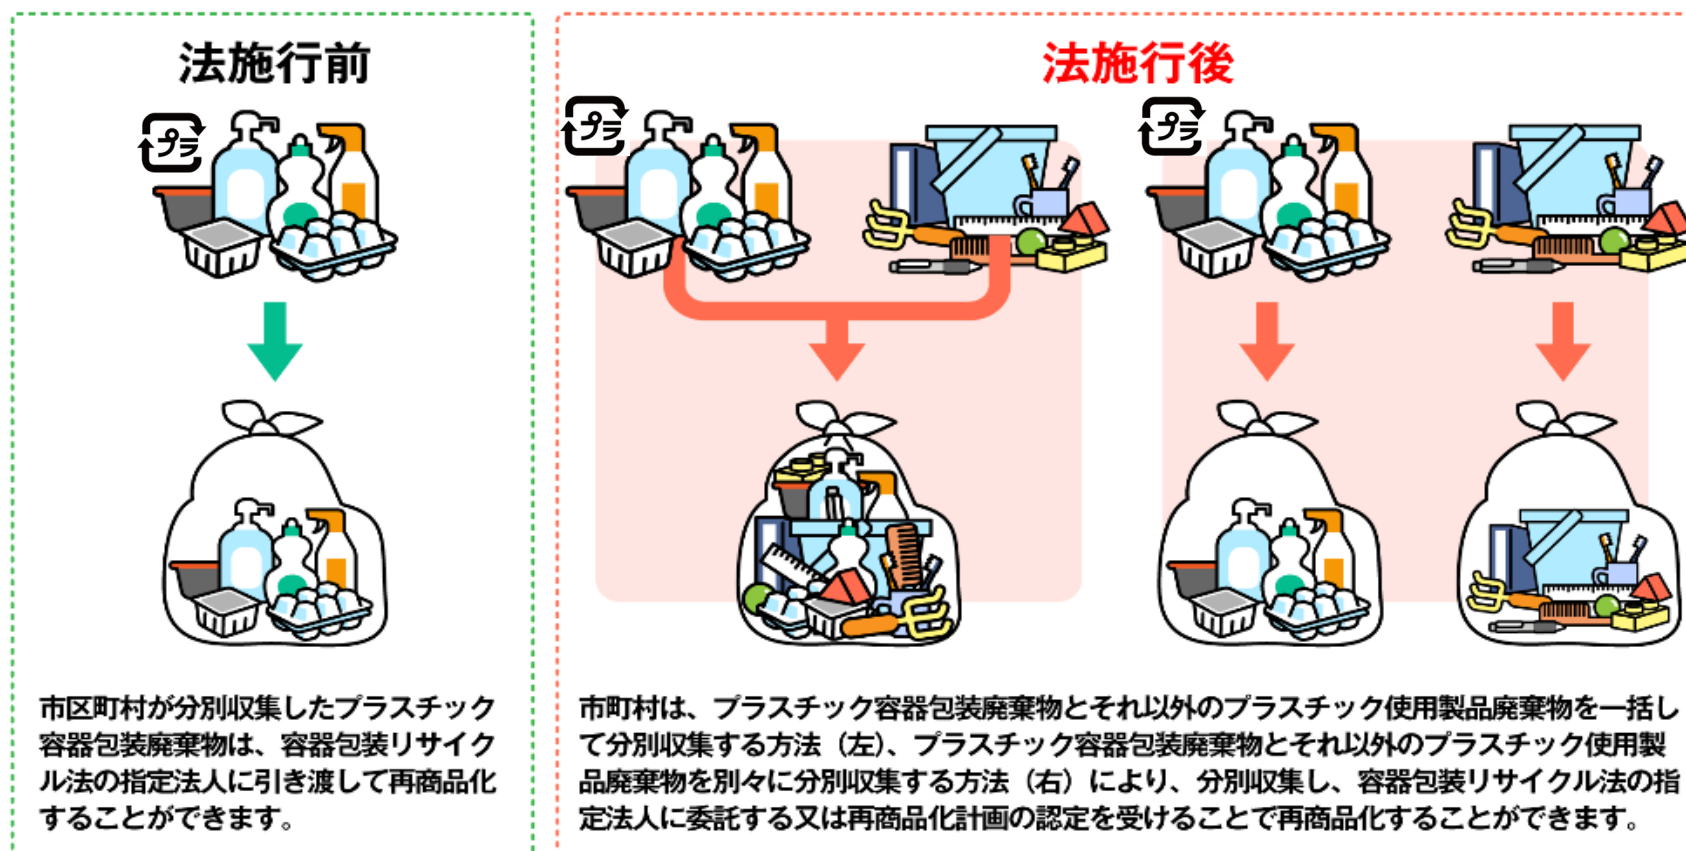 法施行前
プラ
市区町村が分別収集したプラスチック
容器包装廃棄物は、容器包装リサイク
ル法の指定法人に引き渡して再商品化
することができます。
法施行後
プラ
プラ
市町村は、プラスチック容器包装廃棄物とそれ以外のプラスチック使用製品廃棄物を一括し
て分別収集する方法（左）、プラスチック容器包装廃棄物とそれ以外のプラスチック使用製
品廃棄物を別々に分別収集する方法（右）により、分別収集し、容器包装リサイクル法の指
定法人に委託する又は再商品化計画の認定を受けることで再商品化することができます。